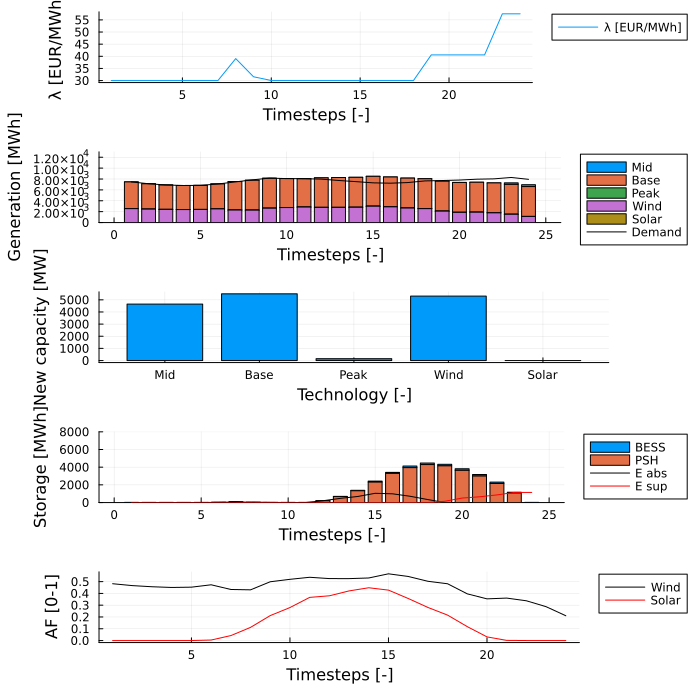 λ [EUR/MWh]
55
50
45
40
35
30
5
10
15
20
Timesteps [-]
λ [EUR/MWh]
Generation [MWh]
1.20×10⁴
1.00×10⁴
8.00×10³
6.00×10³
4.00×10³
2.00×10³
0
0
5
10
15
20
25
Timesteps [-]
Mid
Base
Peak
Wind
Solar
Demand
New capacity [MW]
5000
4000
3000
2000
1000
0
Mid
Base
Peak
Wind
Solar
Technology [-]
Storage [MWh]
8000
6000
4000
2000
0
0
5
10
15
20
25
Timesteps [-]
BESS
PSH
E abs
E sup
AF [0-1]
0.5
0.4
0.3
0.2
0.1
0.0
5
10
15
20
Timesteps [-]
Wind
Solar